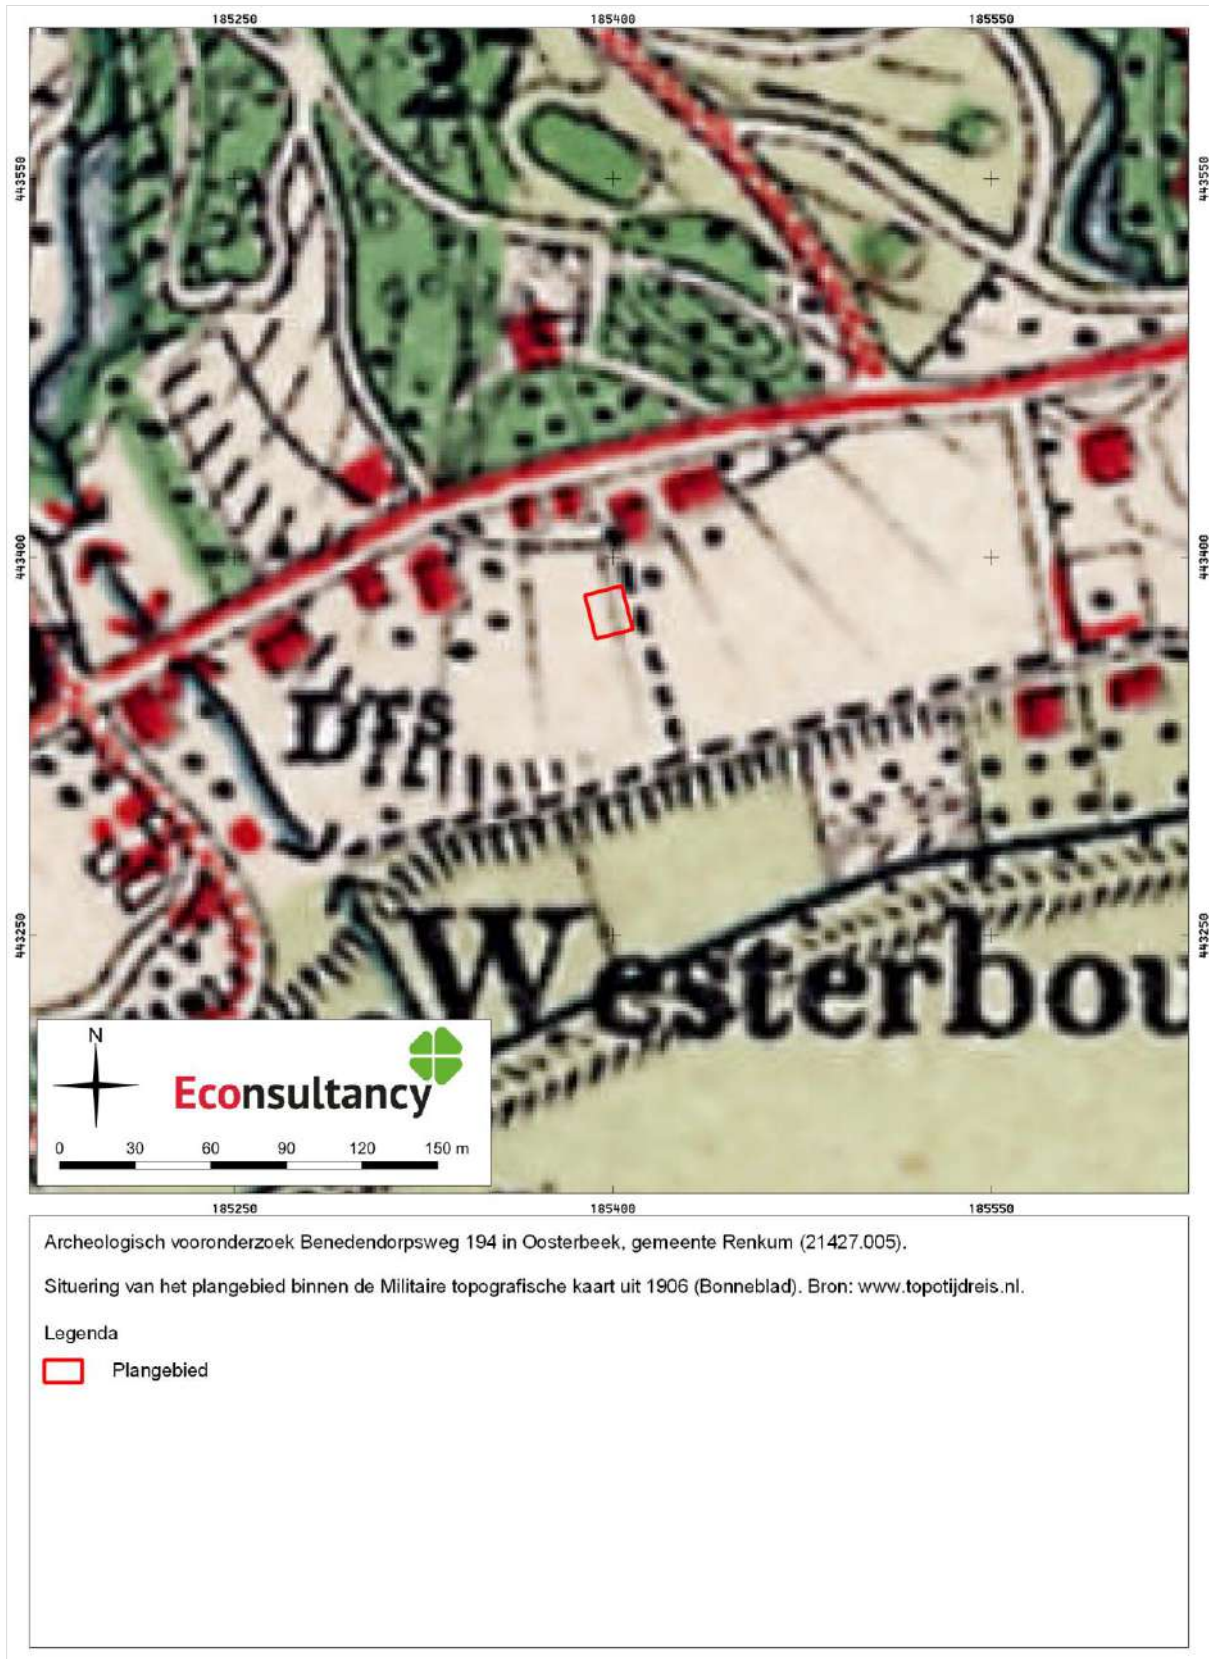 185250 185400 185550
27
443550 443550
443400 443400
Drs
443250 443250
Westerbou
N
Econsultancy
0 30 60 90 120 150 m
185250 185400 185550
Archeologisch vooronderzoek Benedendorpsweg 194 in Oosterbeek, gemeente Renkum (21427.005).
Situering van het plangebied binnen de Militaire topografische kaart uit 1906 (Bonneblad). Bron: www.topotijdreis.nl.
Legenda
Plangebied